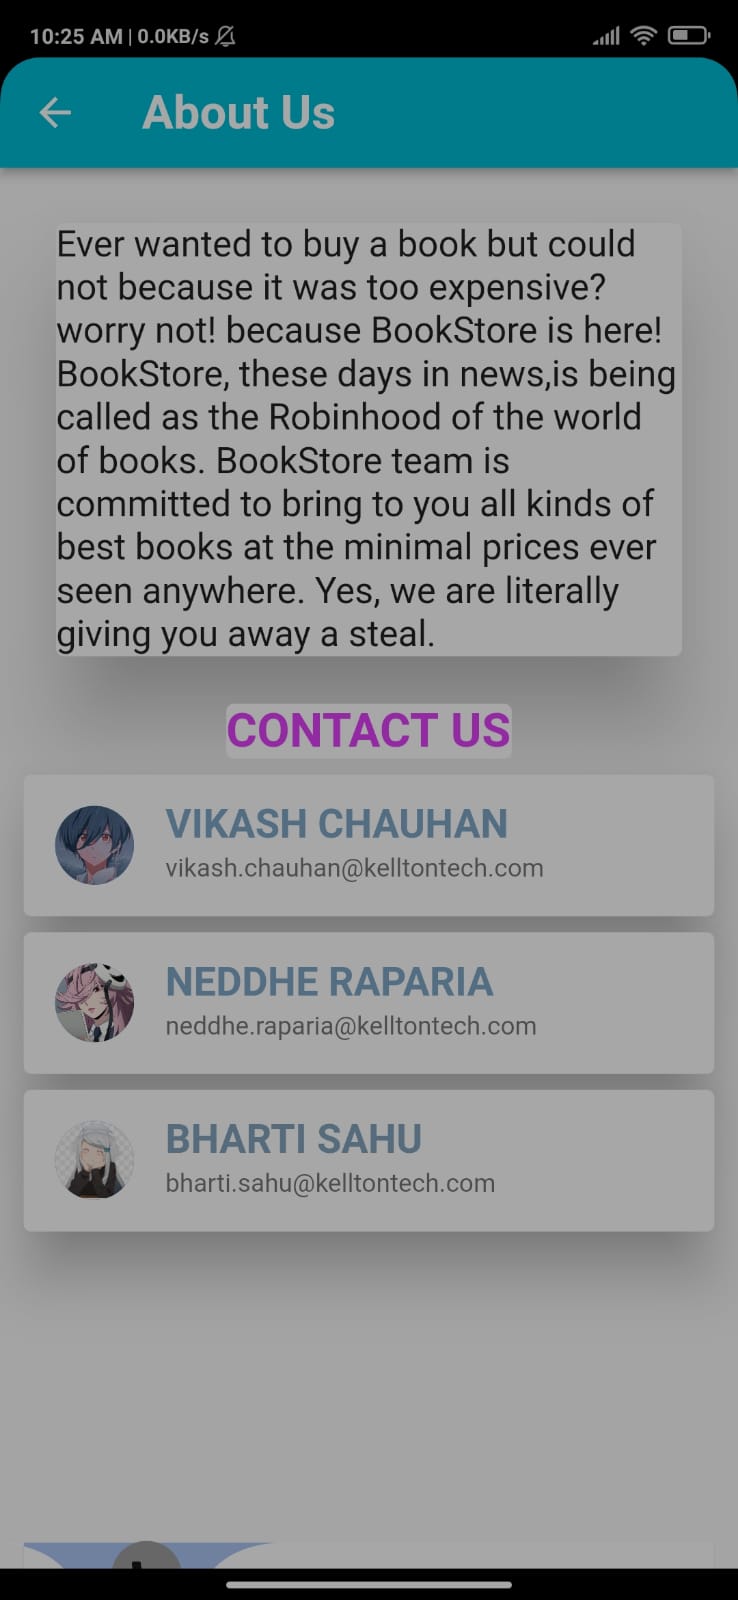 10:25 AM | 0.0KB/s
About Us
Ever wanted to buy a book but could
not because it was too expensive?
worry not! because BookStore is here!
BookStore, these days in news,is being
called as the Robinhood of the world
of books. BookStore team is
committed to bring to you all kinds of
best books at the minimal prices ever
seen anywhere. Yes, we are literally
giving you away a steal.
CONTACT US
VIKASH CHAUHAN
vikash.chauhan@kelltontech.com
NEDDHE RAPARIA
neddhe.raparia@kelltontech.com
BHARTI SAHU
bharti.sahu@kelltontech.com